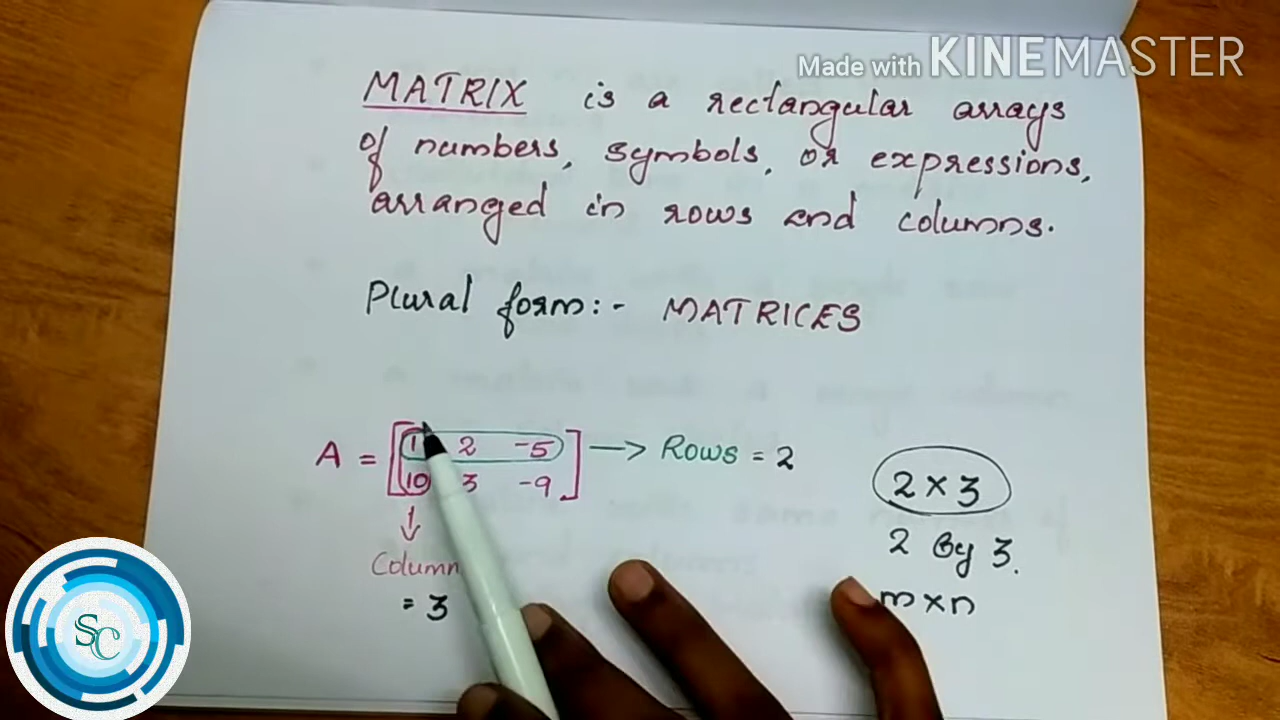 Made with KINEMASTER
MATRIX is a rectangular arrays
of numbers, symbols, or expressions,
arranged in rows and columns.
Plural form:- MATRICES
A = [1 2 -5] → Rows = 2
10 3 -9
2 × 3
2 By 3.
m × n
↓
Column
= 3
SC